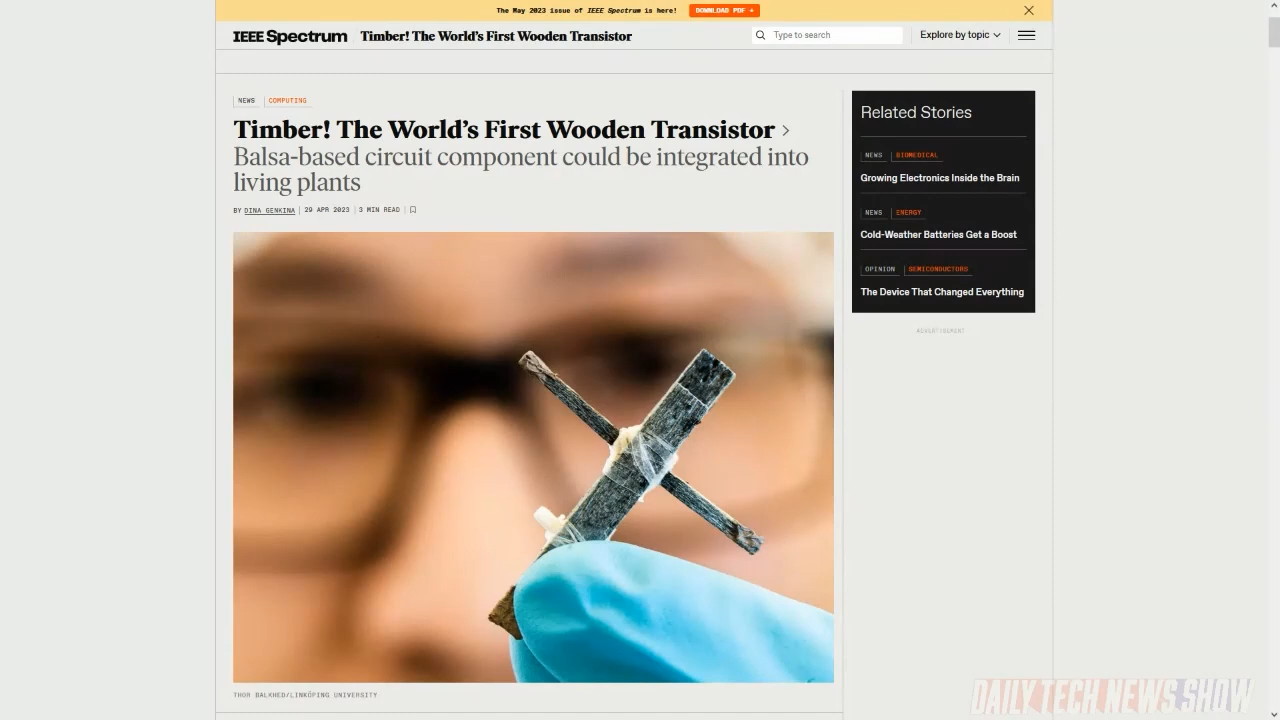 The May 2023 issue of IEEE Spectrum is here!
DOWNLOAD PDF
IEEE Spectrum
Timber! The World's First Wooden Transistor
Type to search
Explore by topic
NEWS
COMPUTING
Timber! The World's First Wooden Transistor
Balsa-based circuit component could be integrated into
living plants
BY DINA GENKINA
29 APR 2023
3 MIN READ
THOR BALKHED/LINKÖPING UNIVERSITY
Related Stories
NEWS
BIOMEDICAL
Growing Electronics Inside the Brain
NEWS
ENERGY
Cold-Weather Batteries Get a Boost
OPINION
SEMICONDUCTORS
The Device That Changed Everything
ADVERTISEMENT
DAILY TECH NEWS SHOW